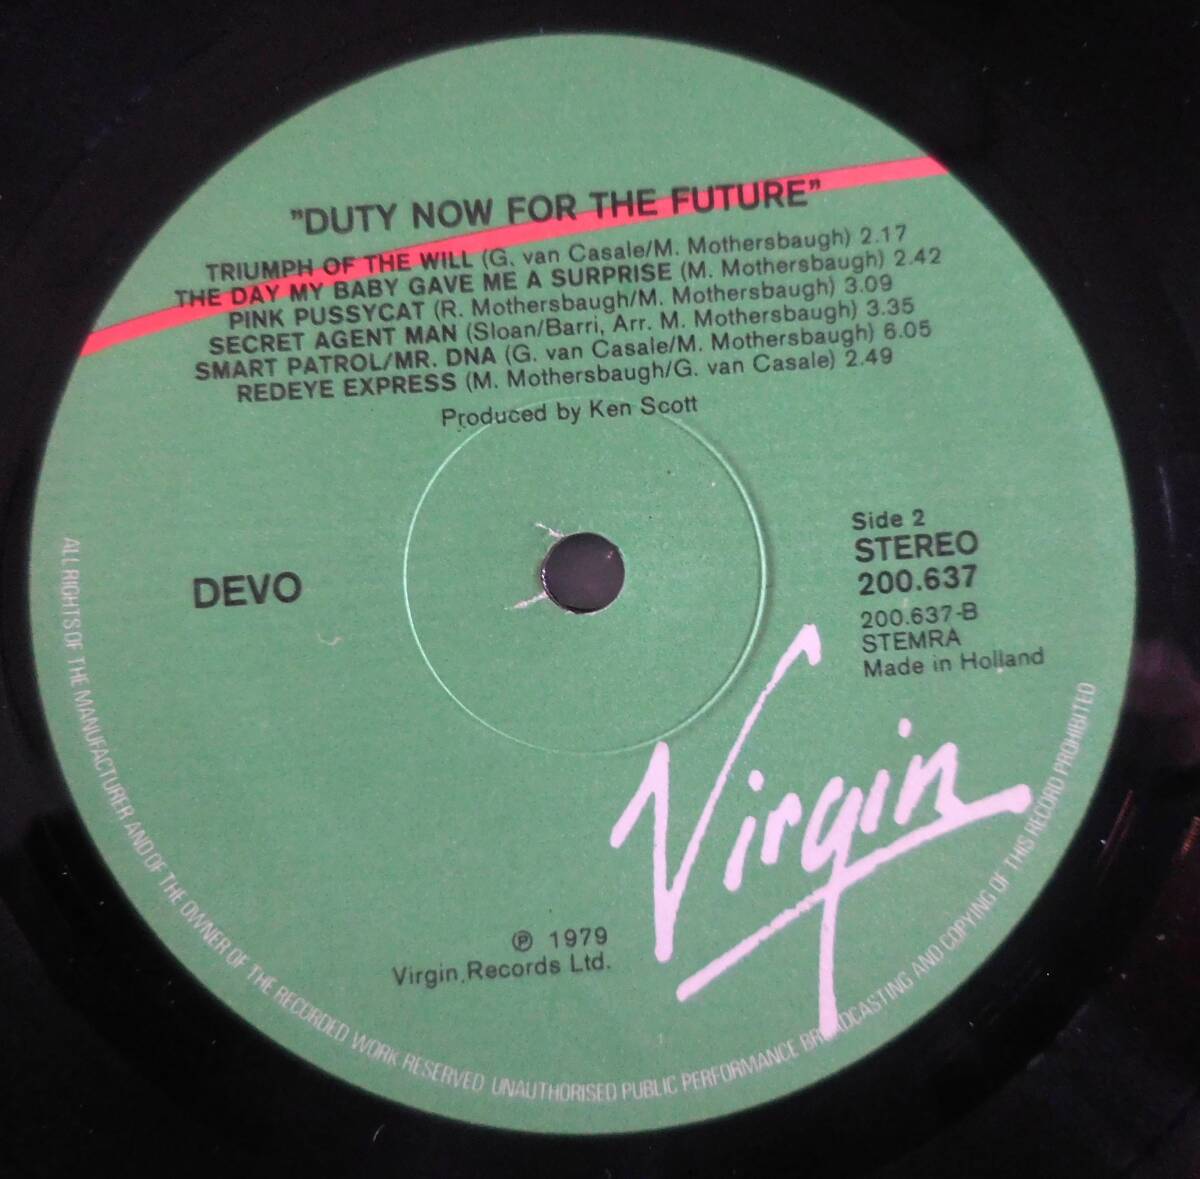 "DUTY NOW FOR THE FUTURE"
TRIUMPH OF THE WILL (G. van Casale/M. Mothersbaugh) 2.17
THE DAY MY BABY GAVE ME A SURPRISE (M. Mothersbaugh) 2.42
PINK PUSSYCAT (R. Mothersbaugh/M. Mothersbaugh) 3.09
SECRET AGENT MAN (Sloan/Barri, Arr. M. Mothersbaugh) 3.35
SMART PATROL/MR. DNA (G. van Casale/M. Mothersbaugh) 6.05
REDEYE EXPRESS (M. Mothersbaugh/G. van Casale) 2.49
Produced by Ken Scott
DEVO
Side 2
STEREO
200.637
200.637-B
STEMRA
Made in Holland
Virgin
℗ 1979
Virgin Records Ltd.
ALL RIGHTS OF THE MANUFACTURER AND OF THE OWNER OF THE RECORDED WORK RESERVED UNAUTHORISED PUBLIC PERFORMANCE BROADCASTING AND COPYING OF THIS RECORD PROHIBITED